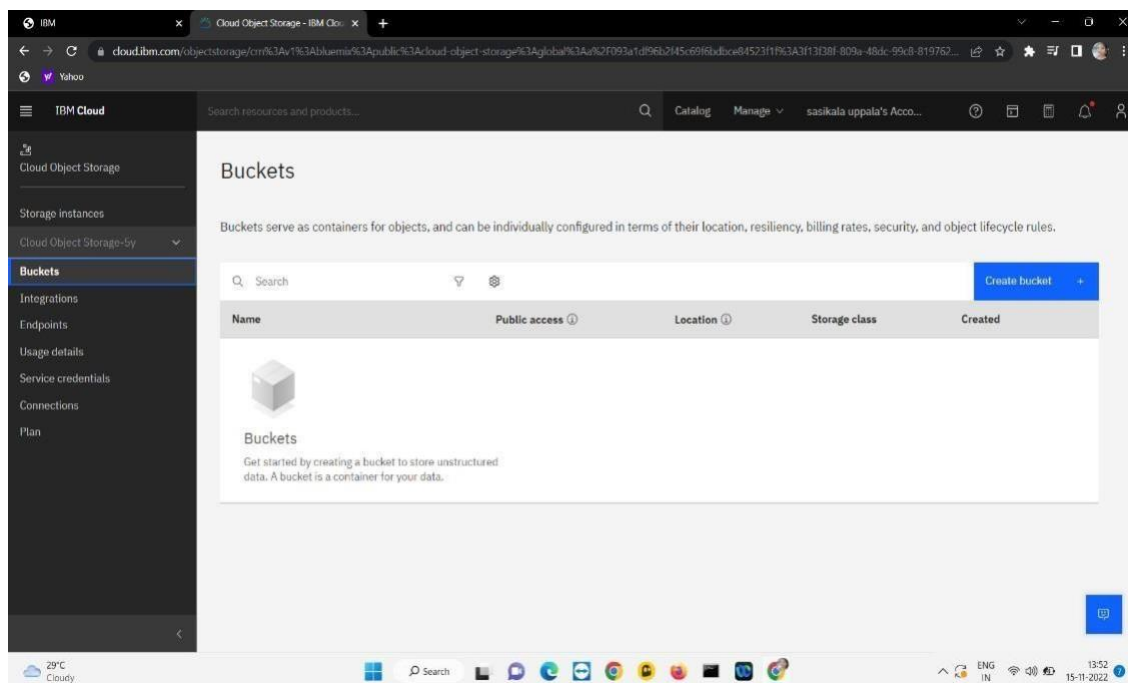 IBM
Cloud Object Storage - IBM Clou
cloud.ibm.com/objectstorage/crn%3Av1%3Abluemix%3Apublic%3Acloud-object-storage%3Aglobal%3Aa%2F093a1df96b2f45c69f6bdbce84523f1f%3A3f13f38f-809a-48dc-99c8-819762...
Yahoo
IBM Cloud
Search resources and products...
Catalog
Manage
sasikala uppala's Acco...
Cloud Object Storage
Storage instances
Cloud Object Storage-5y
Buckets
Integrations
Endpoints
Usage details
Service credentials
Connections
Plan
Buckets
Buckets serve as containers for objects, and can be individually configured in terms of their location, resiliency, billing rates, security, and object lifecycle rules.
Search
Create bucket +
Name Public access Location Storage class Created
Buckets
Get started by creating a bucket to store unstructured
data. A bucket is a container for your data.
29°C
Cloudy
Search
ENG
IN
13:52
15-11-2022
7